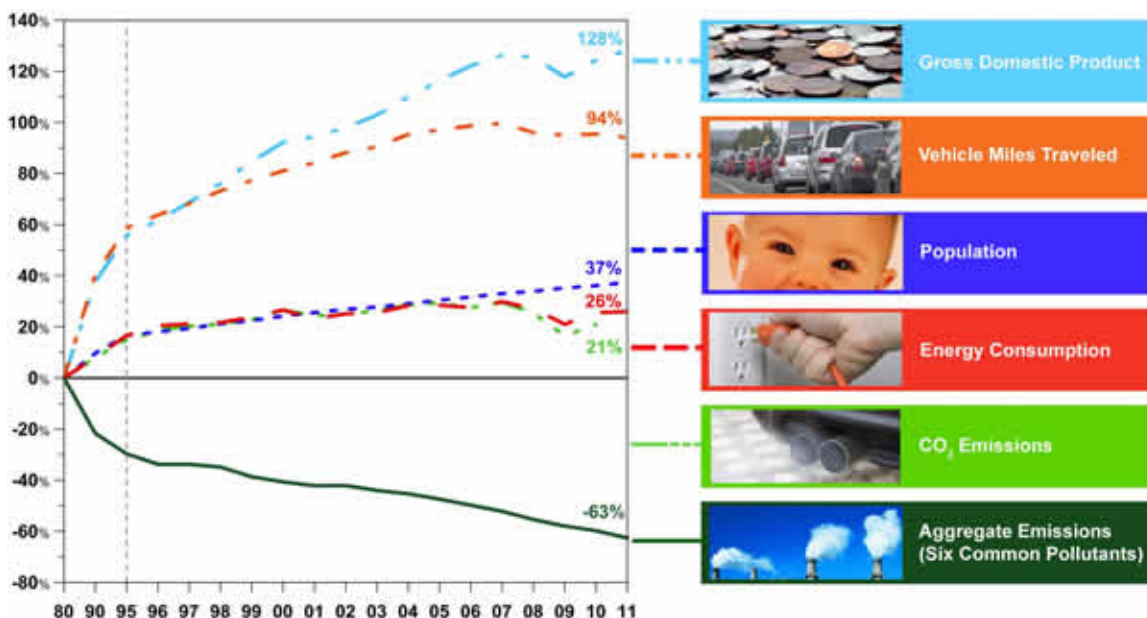 140%
120%
100%
80%
60%
40%
20%
0%
-20%
-40%
-60%
-80%
80 90 95 96 97 98 99 00 01 02 03 04 05 06 07 08 09 10 11
128%
94%
37%
26%
21%
-63%
Gross Domestic Product
Vehicle Miles Traveled
Population
Energy Consumption
CO₂ Emissions
Aggregate Emissions
(Six Common Pollutants)